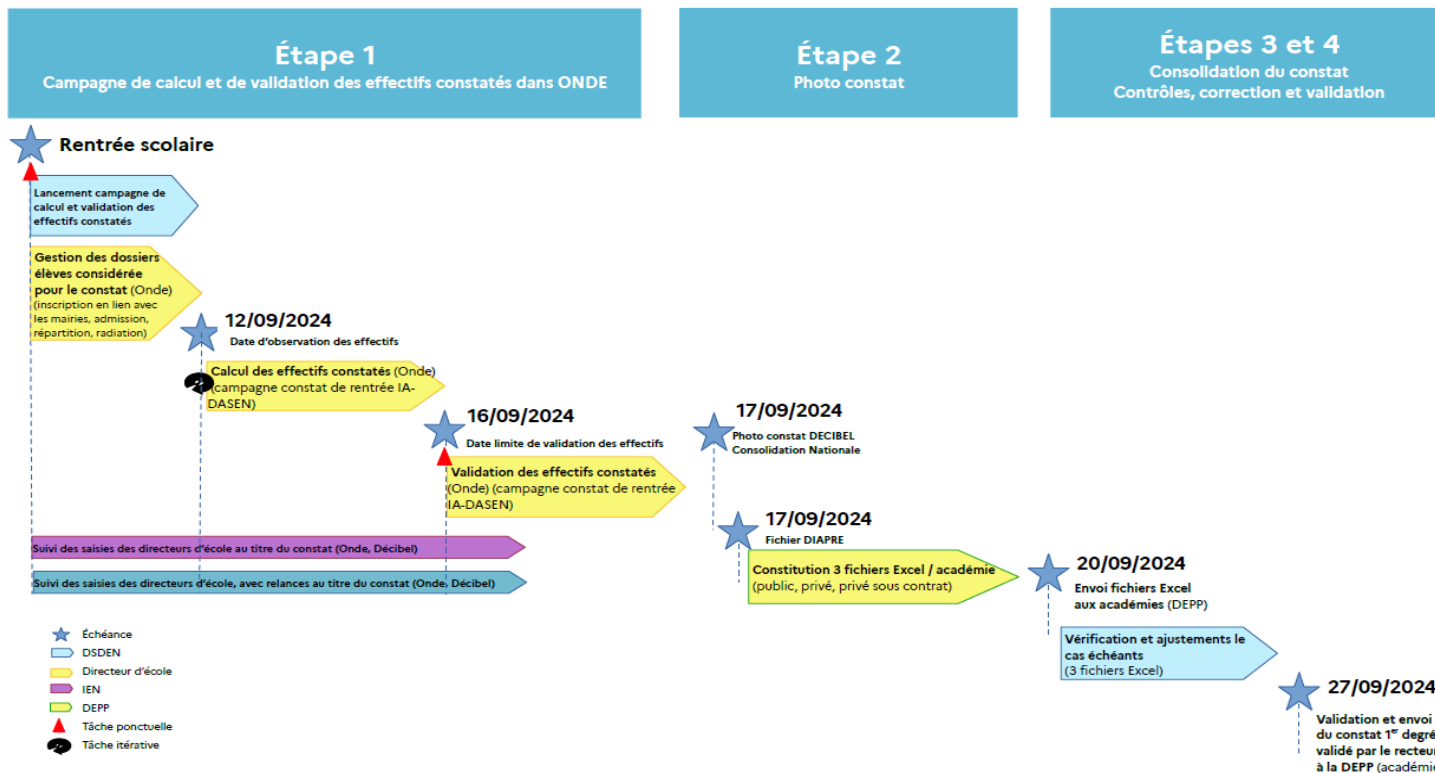 Étape 1
Campagne de calcul et de validation des effectifs constatés dans ONDE
Étape 2
Photo constat
Étapes 3 et 4
Consolidation du constat
Contrôles, correction et validation
Rentrée scolaire
Lancement campagne de
calcul et validation des
effectifs constatés
Gestion des dossiers
élèves considérée
pour le constat (Onde)
(inscription en lien avec
les mairies, admission,
répartition, radiation)
12/09/2024
Date d'observation des effectifs
Calcul des effectifs constatés (Onde)
(campagne constat de rentrée IA-
DASEN)
16/09/2024
Date limite de validation des effectifs
Validation des effectifs constatés
(Onde) (campagne constat de rentrée
IA-DASEN)
17/09/2024
Photo constat DECIBEL
Consolidation Nationale
17/09/2024
Fichier DIAPRE
Constitution 3 fichiers Excel / académie
(public, privé, privé sous contrat)
Suivi des saisies des directeurs d'école au titre du constat (Onde, Décibel)
Suivi des saisies des directeurs d'école, avec relances au titre du constat (Onde, Décibel)
20/09/2024
Envoi fichiers Excel
aux académies (DEPP)
Vérification et ajustements le
cas échéants
(3 fichiers Excel)
27/09/2024
Validation et envoi
du constat 1er degré
validé par le recteur
à la DEPP (académie
Échéance
DSDEN
Directeur d'école
IEN
DEPP
Tâche ponctuelle
Tâche itérative